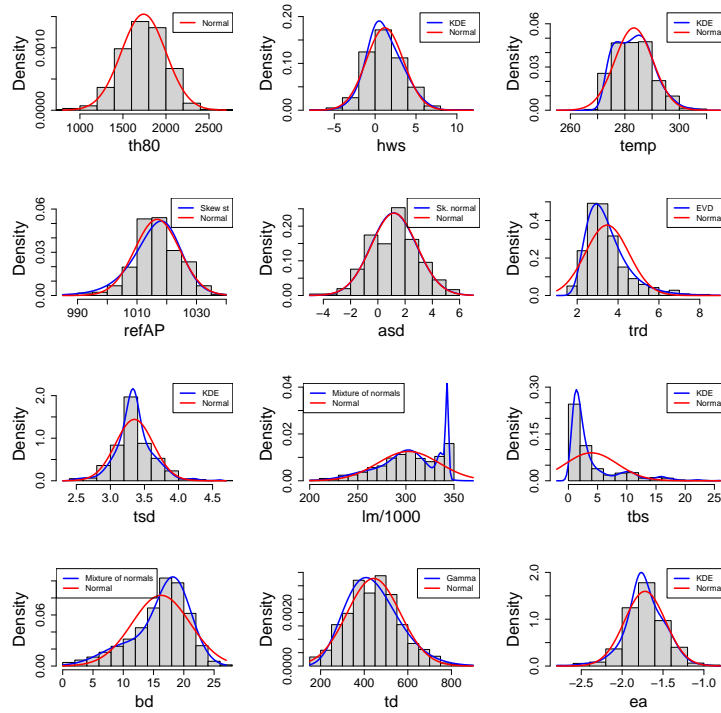 Density
0.0000
0.0010
1000
1500
2000
2500
th80
Normal
Density
0.00
0.10
0.20
-5
0
5
10
hws
KDE
Normal
Density
0.00
0.03
0.06
260
280
300
temp
KDE
Normal
Density
0.00
0.03
0.06
990
1010
1030
refAP
Skew st
Normal
Density
0.00
0.10
0.20
-4
-2
0
2
4
6
asd
Sk. normal
Normal
Density
0.0
0.2
0.4
2
4
6
8
trd
EVD
Normal
Density
0.0
1.0
2.0
2.5
3.0
3.5
4.0
4.5
tsd
KDE
Normal
Density
0.00
0.02
0.04
200
250
300
350
lm/1000
Mixture of normals
Normal
Density
0.00
0.15
0.30
0
5
10
15
20
25
tbs
KDE
Normal
Density
0.00
0.06
0
5
10
15
20
25
bd
Mixture of normals
Normal
Density
0.0000
0.0020
200
400
600
800
td
Gamma
Normal
Density
0.0
1.0
2.0
-2.5
-2.0
-1.5
-1.0
ea
KDE
Normal